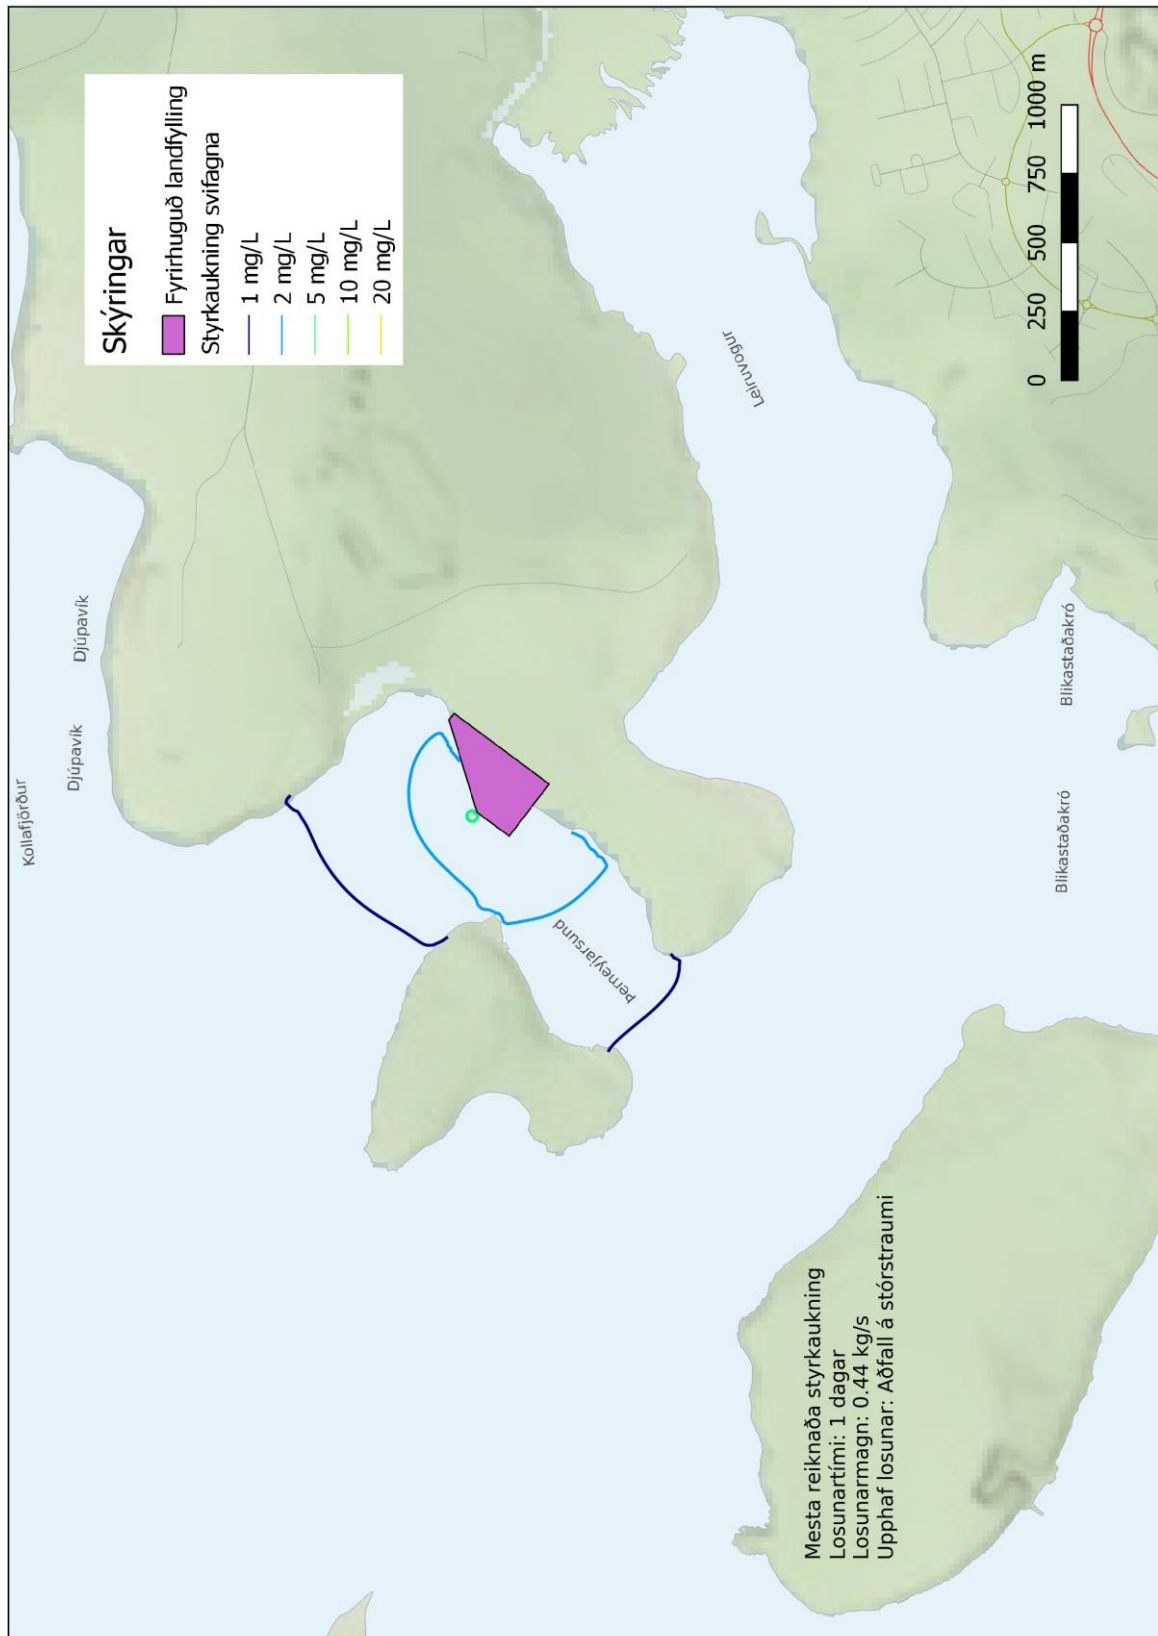 Skýringar
Fyrirhuguð landfylling
Styrkaukning svifagna
1 mg/L
2 mg/L
5 mg/L
10 mg/L
20 mg/L
Kollafjörður
Djúpavík
Djúpavík
Þerneyjarsund
Leiruvogur
Blikastaðakró
Blikastaðakró
0 250 500 750 1000 m
Mesta reiknaða styrkaukning
Losunartími: 1 dagar
Losunarmagn: 0.44 kg/s
Upphaf losunar: Aðfall á stórstraumi